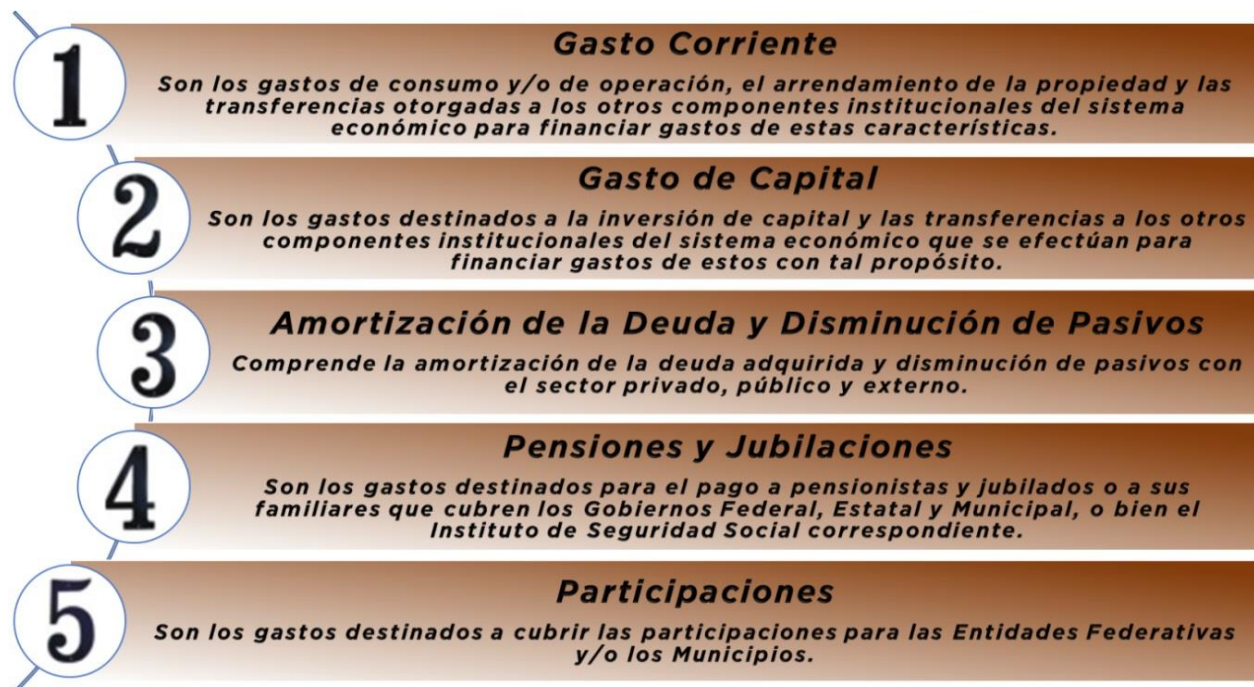 1
Gasto Corriente
Son los gastos de consumo y/o de operación, el arrendamiento de la propiedad y las
transferencias otorgadas a los otros componentes institucionales del sistema
económico para financiar gastos de estas características.
2
Gasto de Capital
Son los gastos destinados a la inversión de capital y las transferencias a los otros
componentes institucionales del sistema económico que se efectúan para
financiar gastos de estos con tal propósito.
3
Amortización de la Deuda y Disminución de Pasivos
Comprende la amortización de la deuda adquirida y disminución de pasivos con
el sector privado, público y externo.
4
Pensiones y Jubilaciones
Son los gastos destinados para el pago a pensionistas y jubilados o a sus
familiares que cubren los Gobiernos Federal, Estatal y Municipal, o bien el
Instituto de Seguridad Social correspondiente.
5
Participaciones
Son los gastos destinados a cubrir las participaciones para las Entidades Federativas
y/o los Municipios.